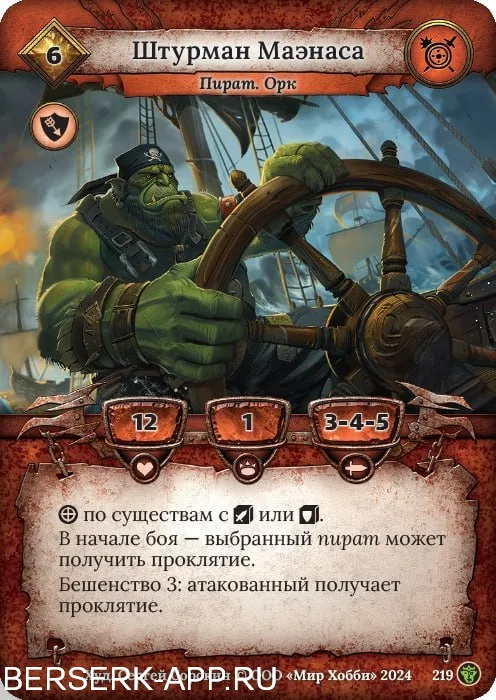 6
Штурман Маэнаса
Пират. Орк
12
1
3-4-5
по существам с или .
В начале боя — выбранный пират может
получить проклятие.
Бешенство 3: атакованный получает
проклятие.
«Мир Хобби» 2024 219
BERSERK-APP.RU